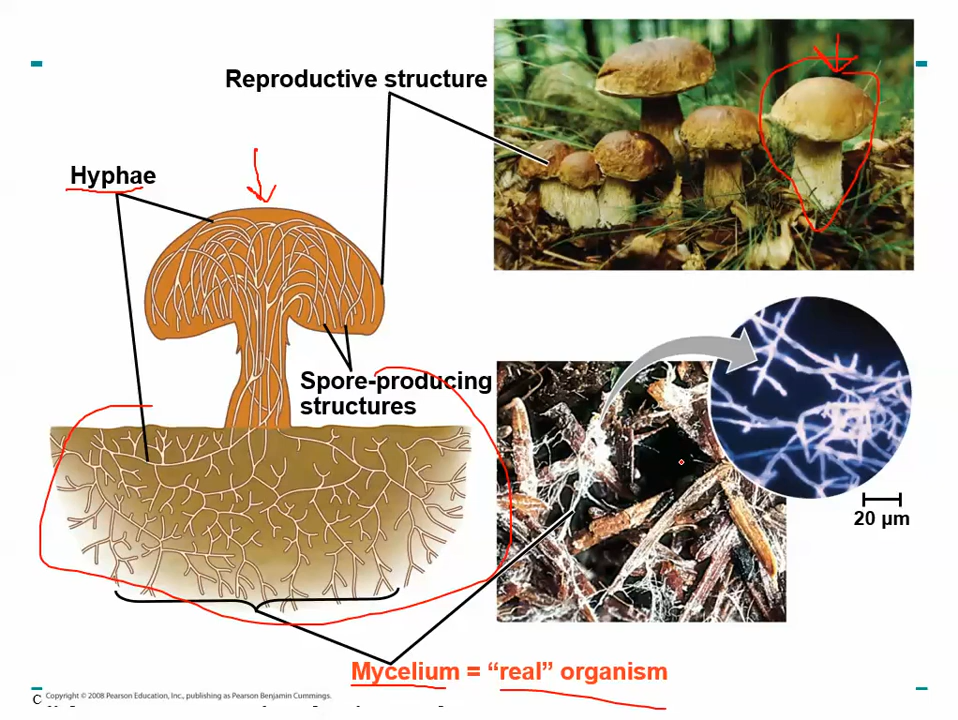 Reproductive structure
Hyphae
Spore-producing
structures
20 µm
Mycelium = “real” organism
C
Copyright © 2008 Pearson Education, Inc., publishing as Pearson Benjamin Cummings.